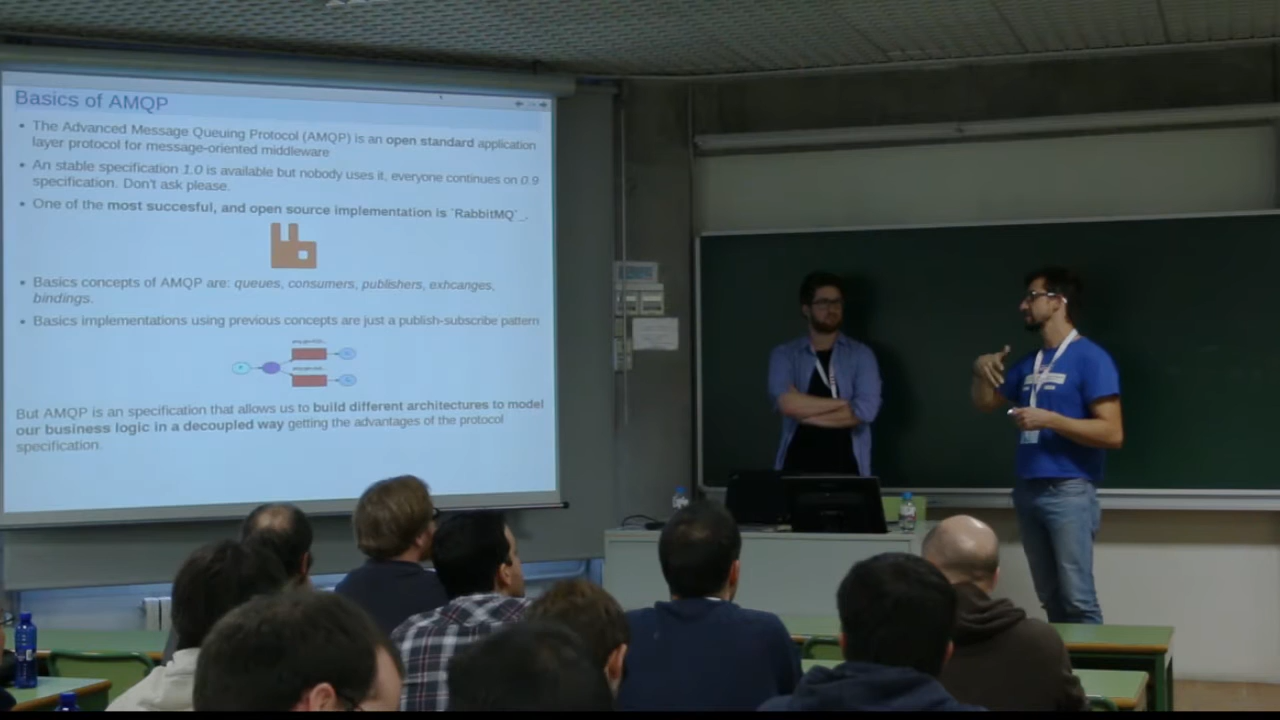 Basics of AMQP
The Advanced Message Queuing Protocol (AMQP) is an open standard application
layer protocol for message-oriented middleware
An stable specification 1.0 is available but nobody uses it, everyone continues on 0.9
specification. Don't ask please.
One of the most succesful, and open source implementation is `RabbitMQ`_.
Basics concepts of AMQP are: queues, consumers, publishers, exhcanges,
bindings.
Basics implementations using previous concepts are just a publish-subscribe pattern
But AMQP is an specification that allows us to build different architectures to model
our business logic in a decoupled way getting the advantages of the protocol
specification.